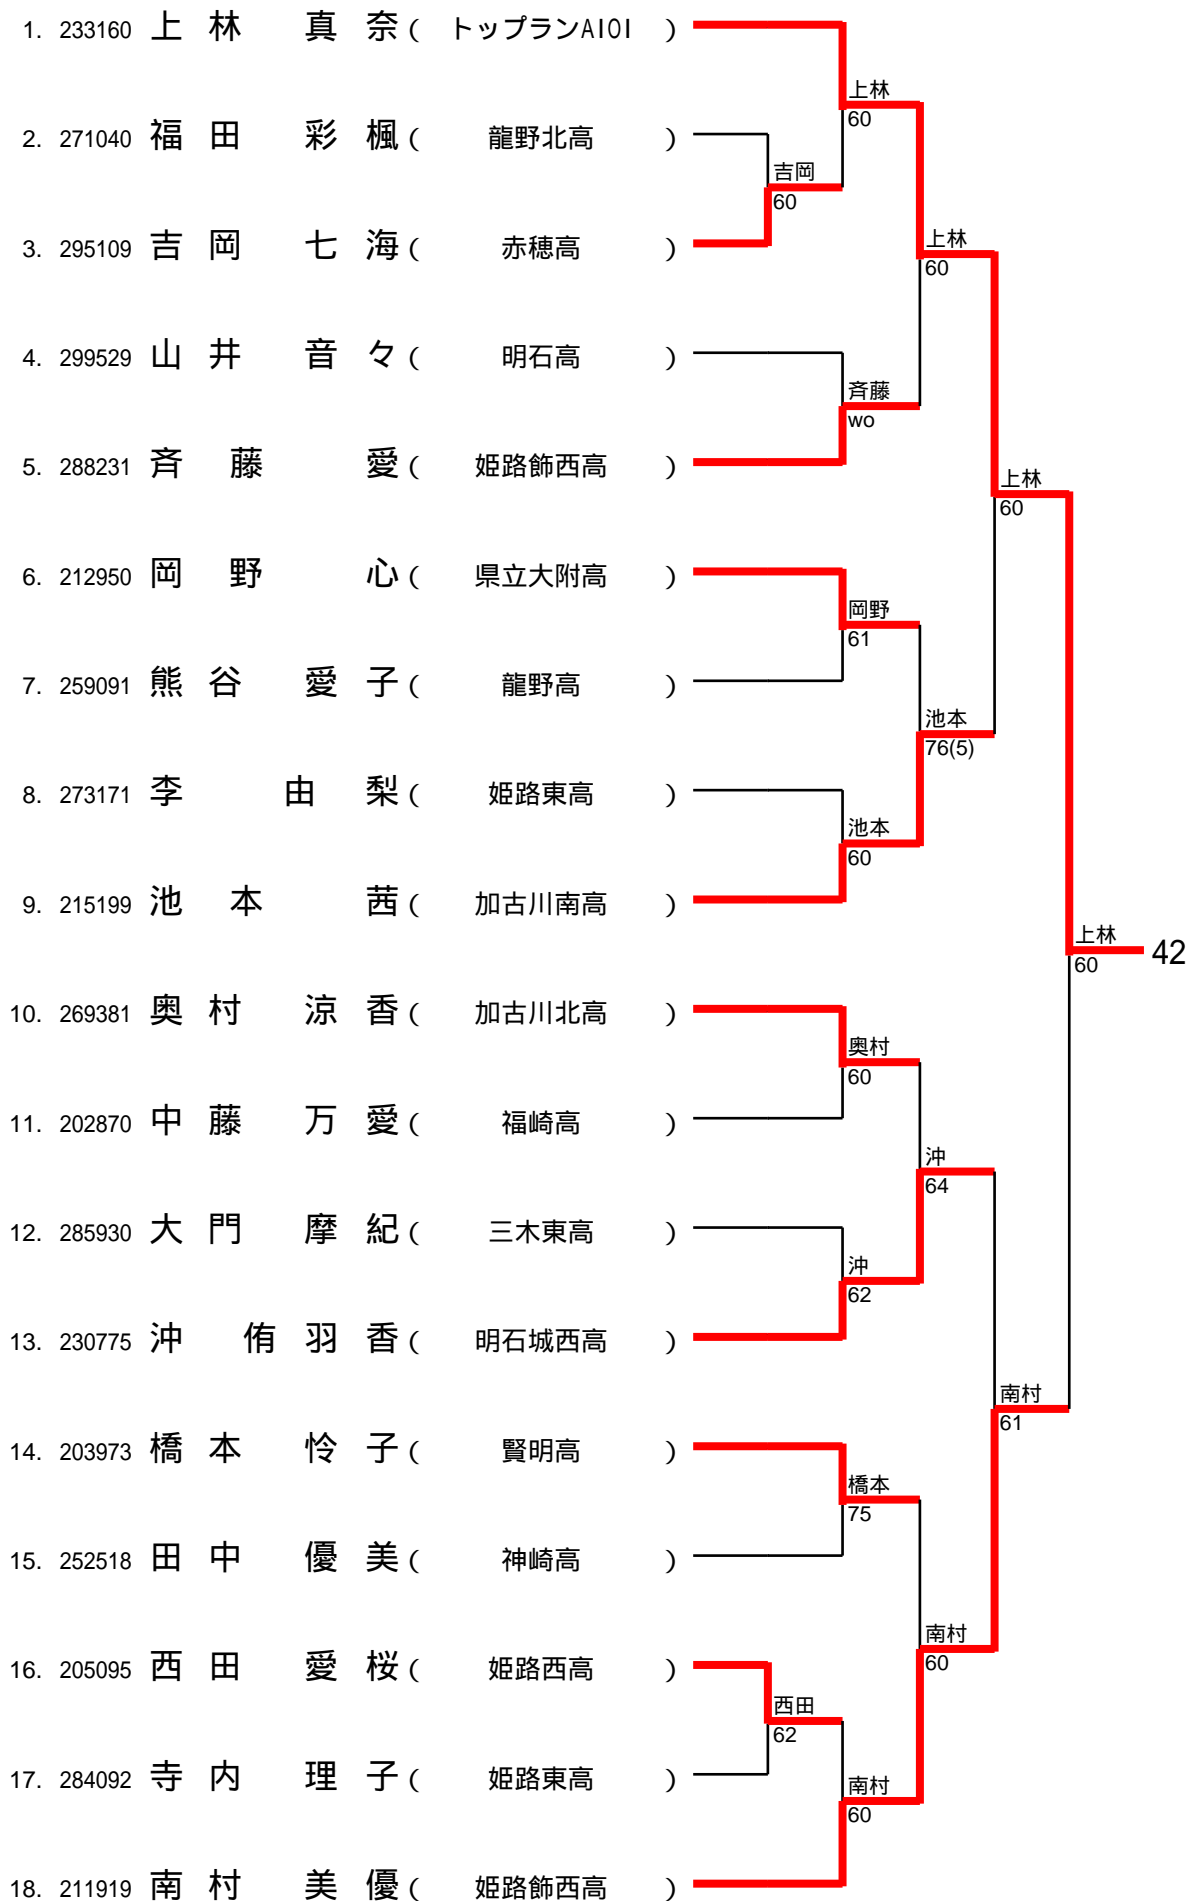 1. 233160 上林 真奈 ( トップランAIOI )
上林
60
2. 271040 福田 彩楓 ( 龍野北高 )
吉岡
60
3. 295109 吉岡 七海 ( 赤穂高 )
上林
60
4. 299529 山井 音々 ( 明石高 )
斉藤
wo
5. 288231 斉藤 愛 ( 姫路飾西高 )
上林
60
6. 212950 岡野 心 ( 県立大附高 )
岡野
61
7. 259091 熊谷 愛子 ( 龍野高 )
池本
76(5)
8. 273171 李 由梨 ( 姫路東高 )
池本
60
9. 215199 池本 茜 ( 加古川南高 )
上林
60
42
10. 269381 奥村 涼香 ( 加古川北高 )
奥村
60
11. 202870 中藤 万愛 ( 福崎高 )
沖
64
12. 285930 大門 摩紀 ( 三木東高 )
沖
62
13. 230775 沖 侑羽香 ( 明石城西高 )
南村
61
14. 203973 橋本 怜子 ( 賢明高 )
橋本
75
15. 252518 田中 優美 ( 神崎高 )
南村
60
16. 205095 西田 愛桜 ( 姫路西高 )
西田
62
17. 284092 寺内 理子 ( 姫路東高 )
南村
60
18. 211919 南村 美優 ( 姫路飾西高 )